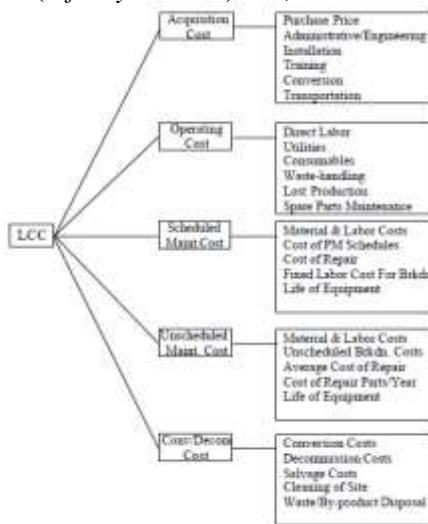 Acquisition
Cost
Purchase Price
Administrative/Engineering
Installation
Training
Conversion
Transportation
Operating
Cost
Direct Labor
Utilities
Consumables
Waste-handling
Lost Production
Spare Parts Maintenance
LCC
Scheduled
Maint.Cost
Material & Labor Costs
Cost of PM Schedules
Cost of Repair
Fixed Labor Cost For Brkdn
Life of Equipment
Unscheduled
Maint. Cost
Material & Labor Costs
Unscheduled Brkdn. Costs
Average Cost of Repair
Cost of Repair Parts/Year
Life of Equipment
Conv/Decom
Cost
Conversion Costs
Decommission Costs
Salvage Costs
Cleaning of Site
Waste/By-product Disposal